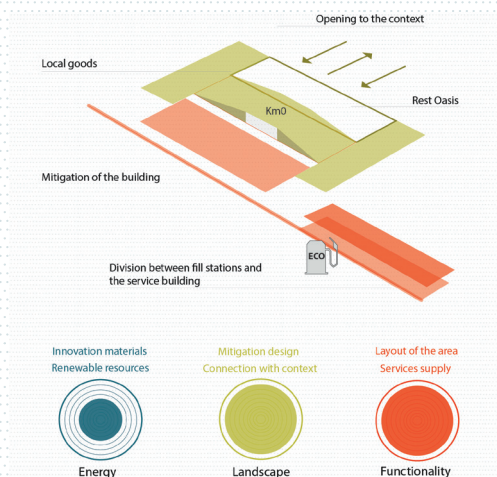 Opening to the context
Local goods
Rest Oasis
Km0
Mitigation of the building
ECO
Division between fill stations and
the service building
Innovation materials
Renewable resources
Mitigation design
Connection with context
Layout of the area
Services supply
Energy
Landscape
Functionality